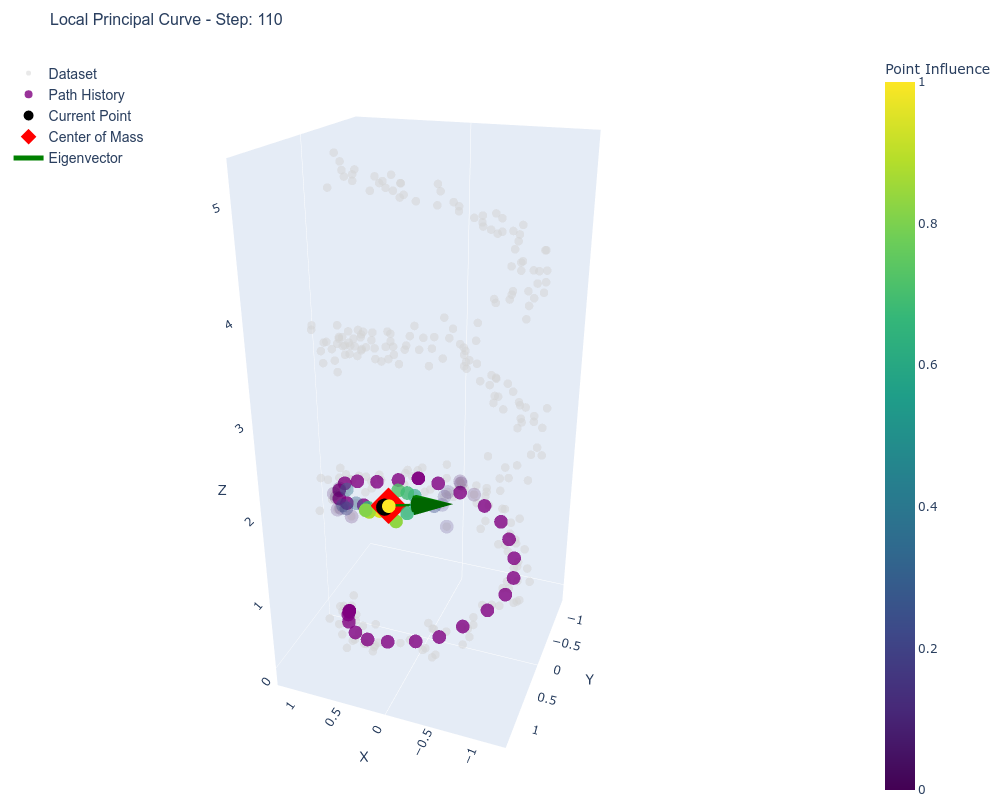 Local Principal Curve - Step: 110
Dataset
Path History
Current Point
Center of Mass
Eigenvector
Point Influence
1
0.8
0.6
0.4
0.2
0
5
4
3
Z
2
1
0
1
0.5
0
−0.5
−1
X
−1
−0.5
0
0.5
1
Y